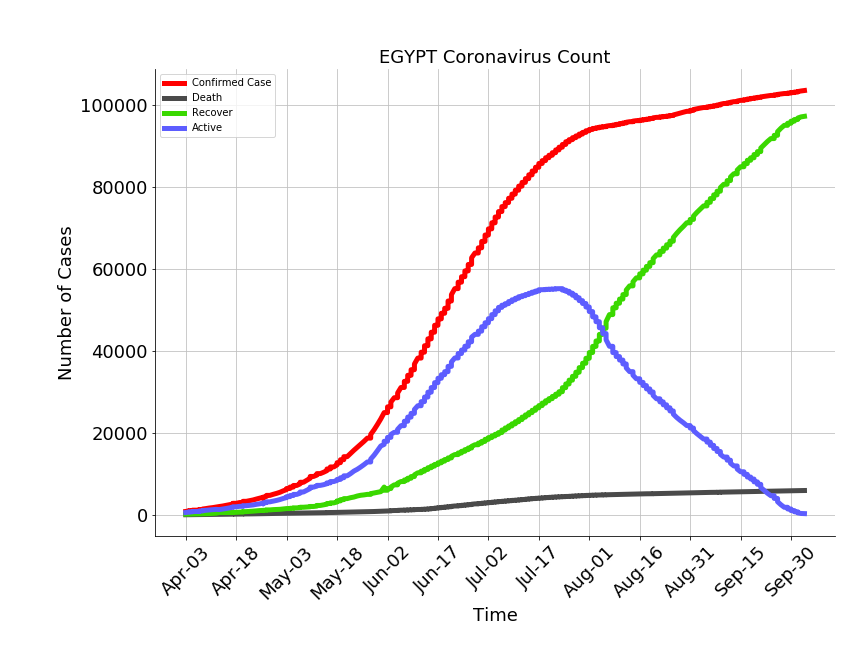 EGYPT Coronavirus Count
Confirmed Case
Death
Recover
Active
Number of Cases
100000
80000
60000
40000
20000
0
Apr-03
Apr-18
May-03
May-18
Jun-02
Jun-17
Jul-02
Jul-17
Aug-01
Aug-16
Aug-31
Sep-15
Sep-30
Time